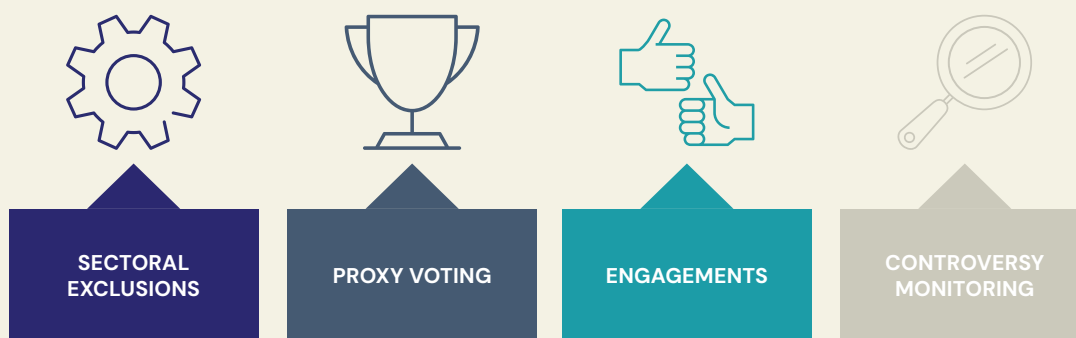 SECTORAL
EXCLUSIONS
PROXY VOTING
ENGAGEMENTS
CONTROVERSY
MONITORING